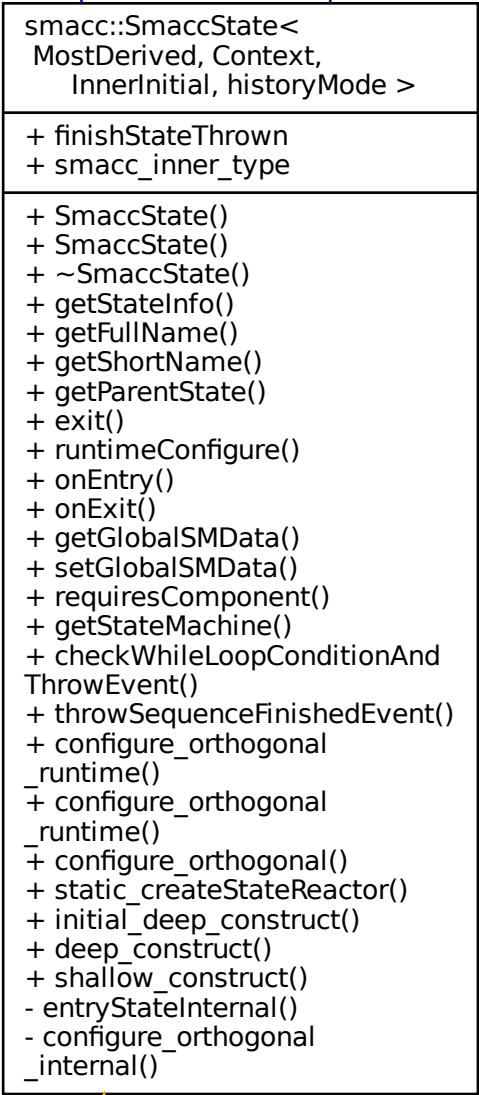 smacc::SmaccState<
MostDerived, Context,
InnerInitial, historyMode >
+ finishStateThrown
+ smacc_inner_type
+ SmaccState()
+ SmaccState()
+ ~SmaccState()
+ getStateInfo()
+ getFullName()
+ getShortName()
+ getParentState()
+ exit()
+ runtimeConfigure()
+ onEntry()
+ onExit()
+ getGlobalSMData()
+ setGlobalSMData()
+ requiresComponent()
+ getStateMachine()
+ checkWhileLoopConditionAnd
ThrowEvent()
+ throwSequenceFinishedEvent()
+ configure_orthogonal
_runtime()
+ configure_orthogonal
_runtime()
+ configure_orthogonal()
+ static_createStateReactor()
+ initial_deep_construct()
+ deep_construct()
+ shallow_construct()
- entryStateInternal()
- configure_orthogonal
_internal()